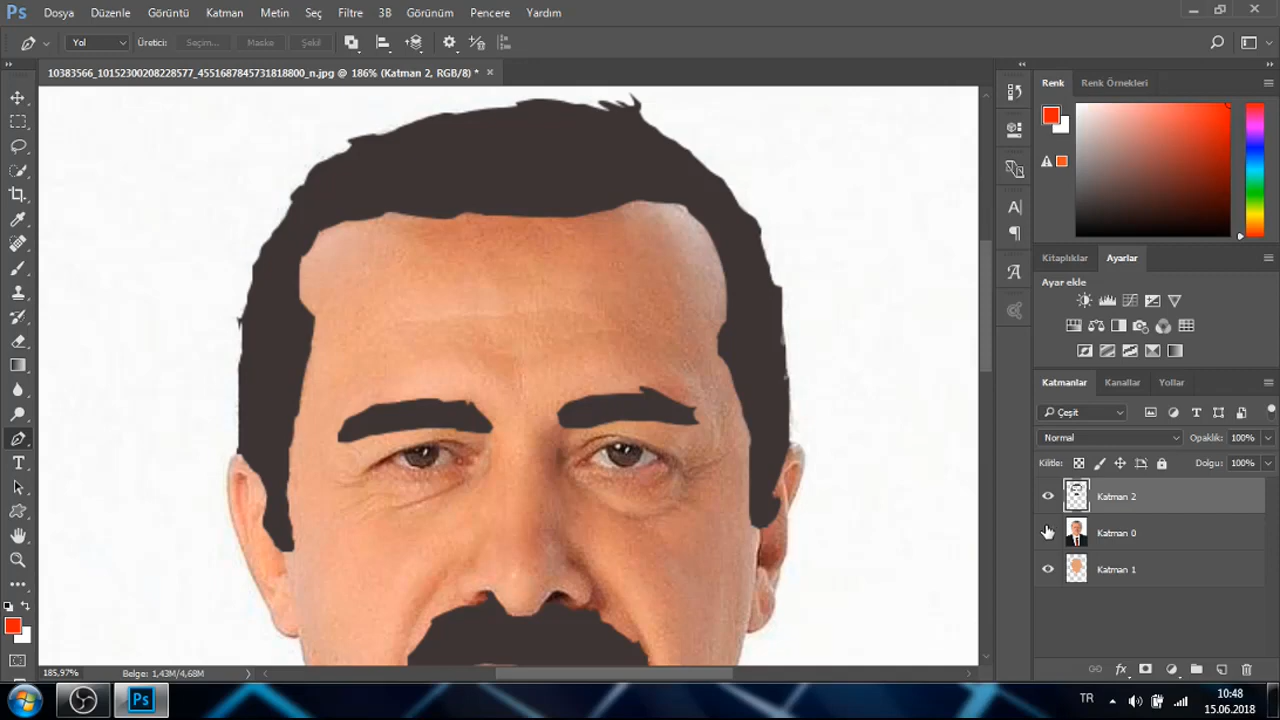 Ps Dosya Düzenle Görüntü Katman Metin Seç Filtre 3B Görünüm Pencere Yardım
Yol Üretici: Seçim... Maske Şekil
10383566_10152300208228577_4551687845731818800_n.jpg @ 186% (Katman 2, RGB/8) * ×
Renk Renk Örnekleri
Kitaplıklar Ayarlar
Ayar ekle
Katmanlar Kanallar Yollar
Çeşit
Normal Opaklık: 100%
Kilitle: Dolgu: 100%
Katman 2
Katman 0
Katman 1
185,97% Belge: 1,43M/4,68M
Ps TR 10:48
15.06.2018